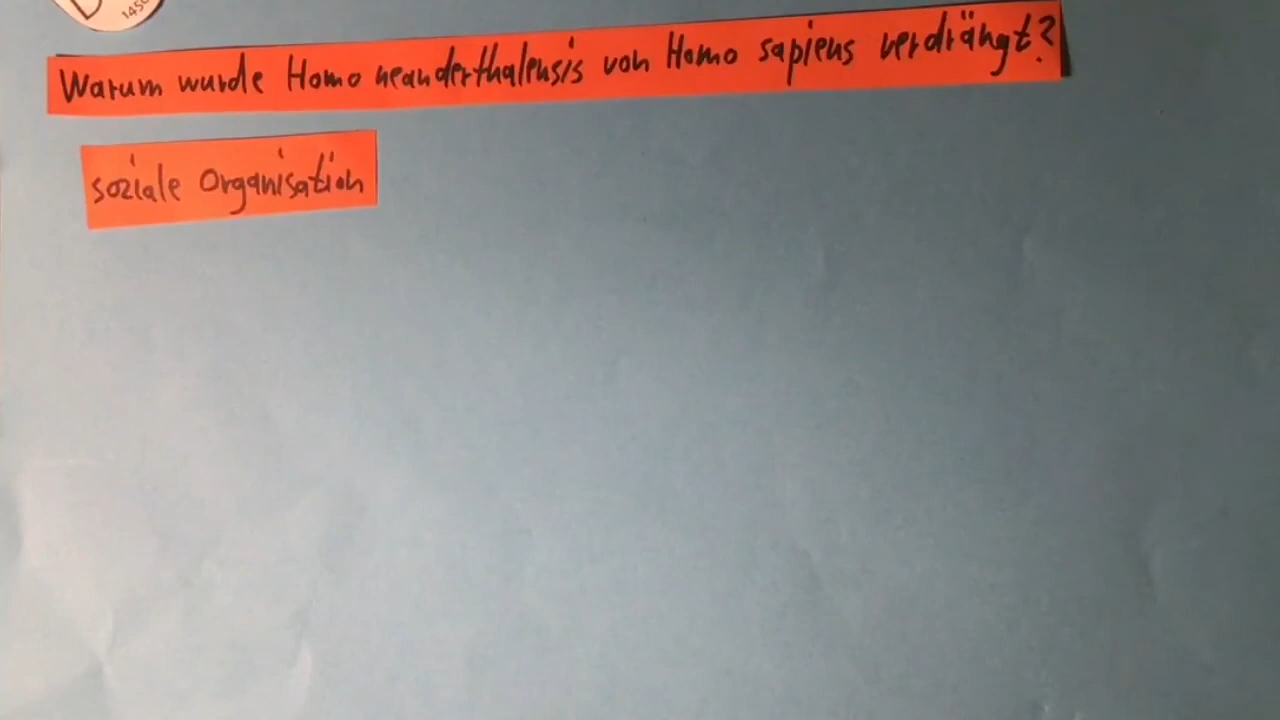 Warum wurde Homo neanderthalensis von Homo sapiens verdrängt?
soziale Organisation